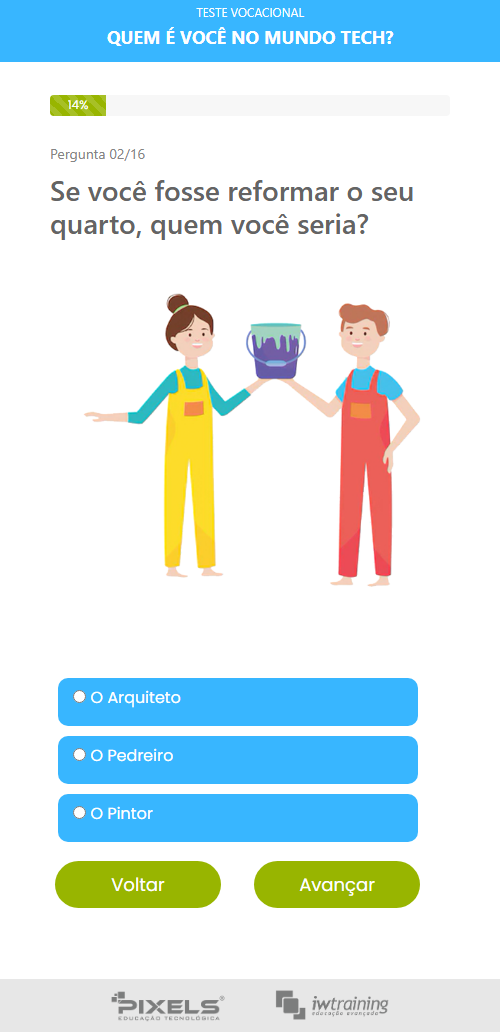 TESTE VOCACIONAL
QUEM É VOCÊ NO MUNDO TECH?
14%
Pergunta 02/16
Se você fosse reformar o seu
quarto, quem você seria?
O Arquiteto
O Pedreiro
O Pintor
Voltar
Avançar
PIXELS®
EDUCAÇÃO TECNOLÓGICA
iwtraining
educação avançada